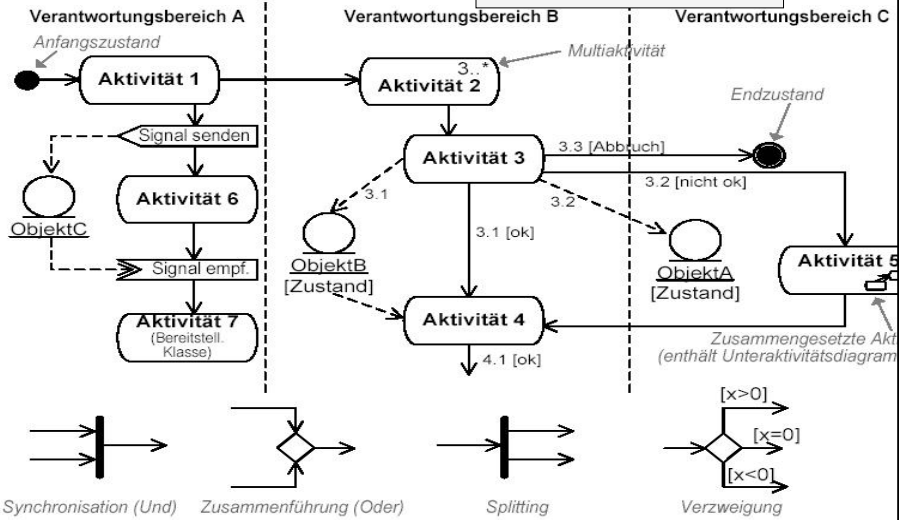 Verantwortungsbereich A
Verantwortungsbereich B
Verantwortungsbereich C
Anfangszustand
Multiaktivität
3..*
Aktivität 1
Aktivität 2
Endzustand
Signal senden
Aktivität 3
3.3 [Abbruch]
3.2 [nicht ok]
Aktivität 6
3.1
3.2
ObjektC
3.1 [ok]
ObjektB
[Zustand]
ObjektA
[Zustand]
Aktivität 5
Signal empf.
Aktivität 7
(Bereitstell.
Klasse)
Aktivität 4
Zusammengesetzte Akt
(enthält Unteraktivitätsdiagram
4.1 [ok]
[x>0]
[x=0]
[x<0]
Synchronisation (Und)
Zusammenführung (Oder)
Splitting
Verzweigung